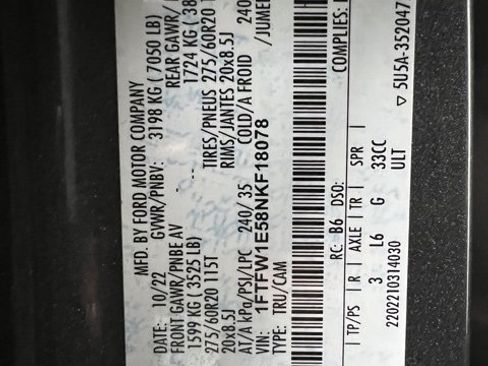 MFD. BY FORD MOTOR COMPANY
DATE: 10/22 GVWR/PNBV: 3198 KG ( 7050 LB)
FRONT GAWR/PNBE AV REAR GAWR/
1599 KG ( 3525 LB) 1724 KG ( 38
275/60R20 115T TIRES/PNEUS 275/60R20 1
20x8.5J RIMS/JANTES 20x8.5J
AT/A kPa/PSI/LPC 240/ 35 COLD/A FROID 240
VIN: 1FTFW1E58NKF18078 /JUMEL
TYPE: TRU/CAM
COMPLIES:
RC: B6 DSO:
TP/PS | R | AXLE | TR | SPR |
3 L6 G 33CC
2202210314030 ULT
▽ 5U5A-352047